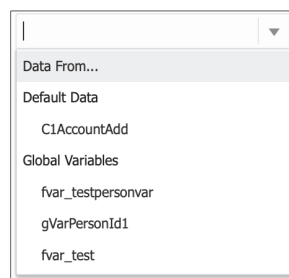 Data From...
Default Data
C1AccountAdd
Global Variables
fvar_testpersonvar
gVarPersonId1
fvar_test